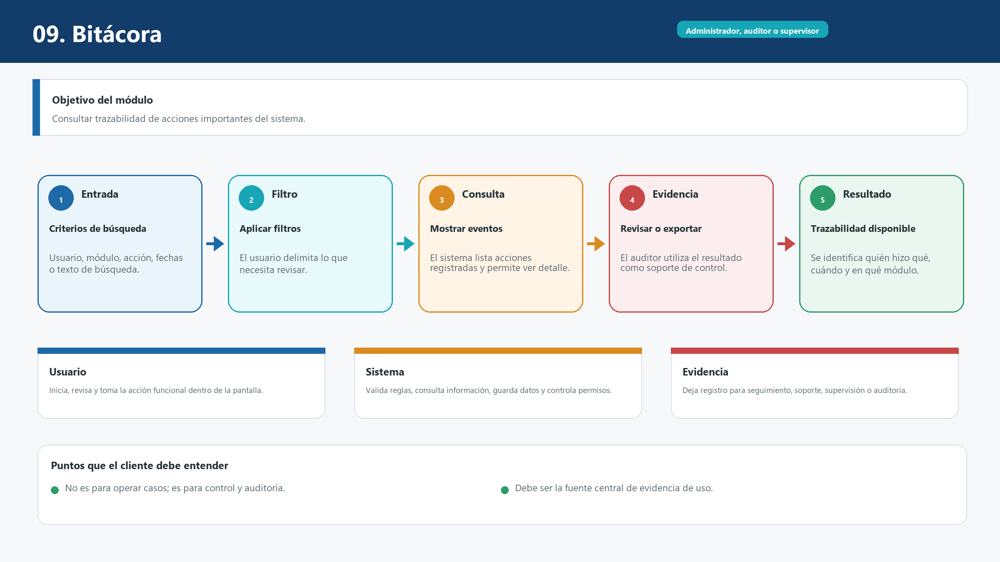 09. Bitácora
Administrador, auditor o supervisor
Objetivo del módulo
Consultar trazabilidad de acciones importantes del sistema.
1
Entrada
Criterios de búsqueda
Usuario, módulo, acción, fechas
o texto de búsqueda.
2
Filtro
Aplicar filtros
El usuario delimita lo que
necesita revisar.
3
Consulta
Mostrar eventos
El sistema lista acciones
registradas y permite ver detalle.
4
Evidencia
Revisar o exportar
El auditor utiliza el resultado
como soporte de control.
5
Resultado
Trazabilidad disponible
Se identifica quién hizo qué,
cuándo y en qué módulo.
Usuario
Inicia, revisa y toma la acción funcional dentro de la pantalla.
Sistema
Valida reglas, consulta información, guarda datos y controla permisos.
Evidencia
Deja registro para seguimiento, soporte, supervisión o auditoría.
Puntos que el cliente debe entender
No es para operar casos; es para control y auditoría.
Debe ser la fuente central de evidencia de uso.